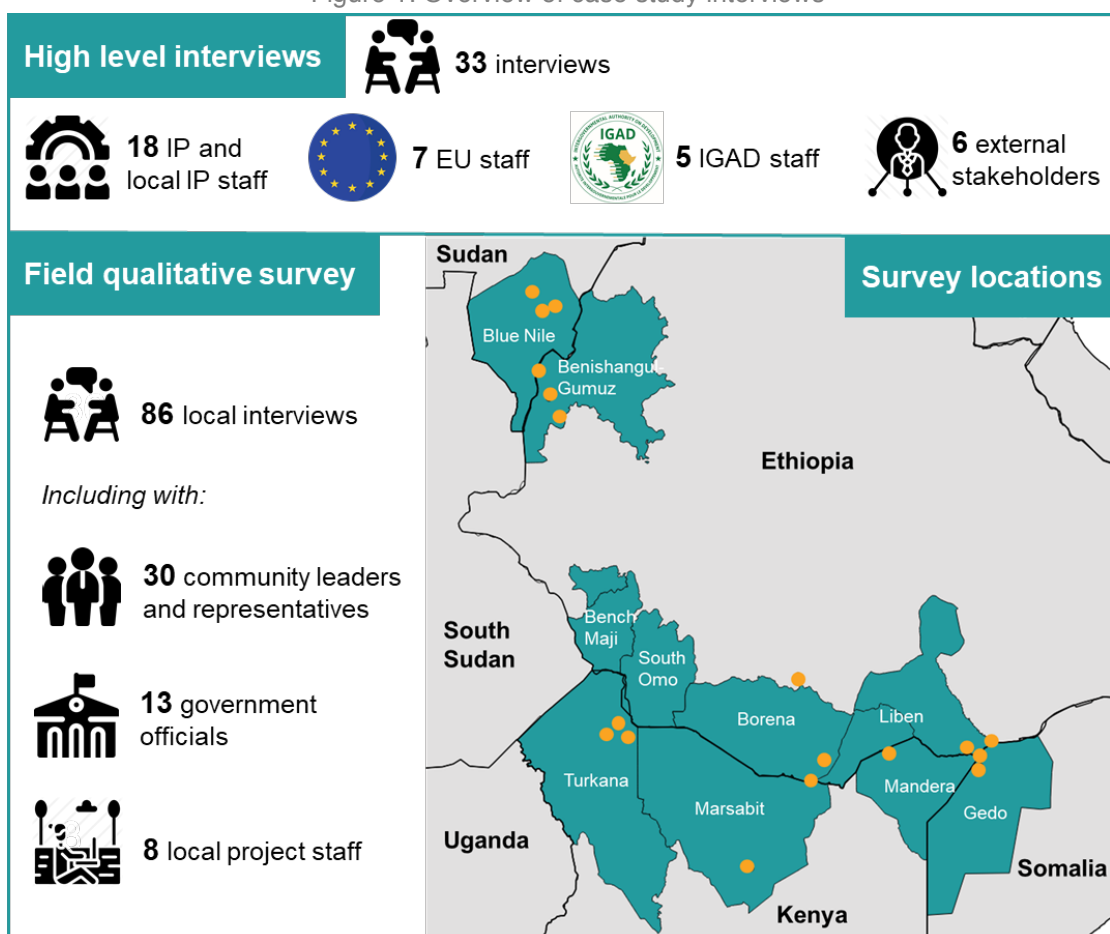 High level interviews
33 interviews
18 IP and
local IP staff
7 EU staff
IGAD
5 IGAD staff
6 external
stakeholders
Field qualitative survey
86 local interviews
Including with:
30 community leaders
and representatives
13 government
officials
8 local project staff
Survey locations
Sudan
Blue Nile
Benishangul-
Gumuz
Ethiopia
South
Sudan
Bench
Maji
South
Omo
Borena
Liben
Turkana
Marsabit
Mandera
Gedo
Uganda
Kenya
Somalia